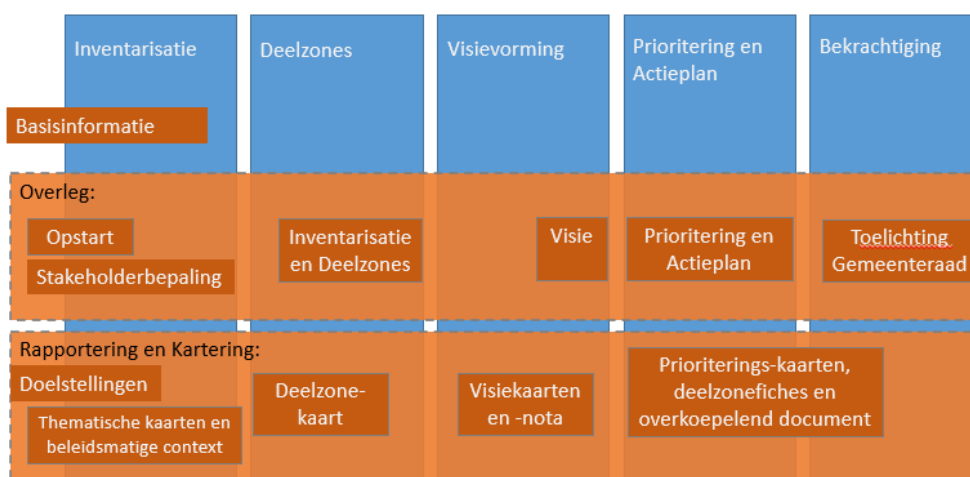 Inventarisatie
Deelzones
Visievorming
Prioritering en
Actieplan
Bekrachtiging
Basisinformatie
Overleg:
Opstart
Stakeholderbepaling
Inventarisatie
en Deelzones
Visie
Prioritering en
Actieplan
Toelichting
Gemeenteraad
Rapportering en Kartering:
Doelstellingen
Thematische kaarten en
beleidsmatige context
Deelzone-
kaart
Visiekaarten
en -nota
Prioriterings-kaarten,
deelzonefiches en
overkoepelend document